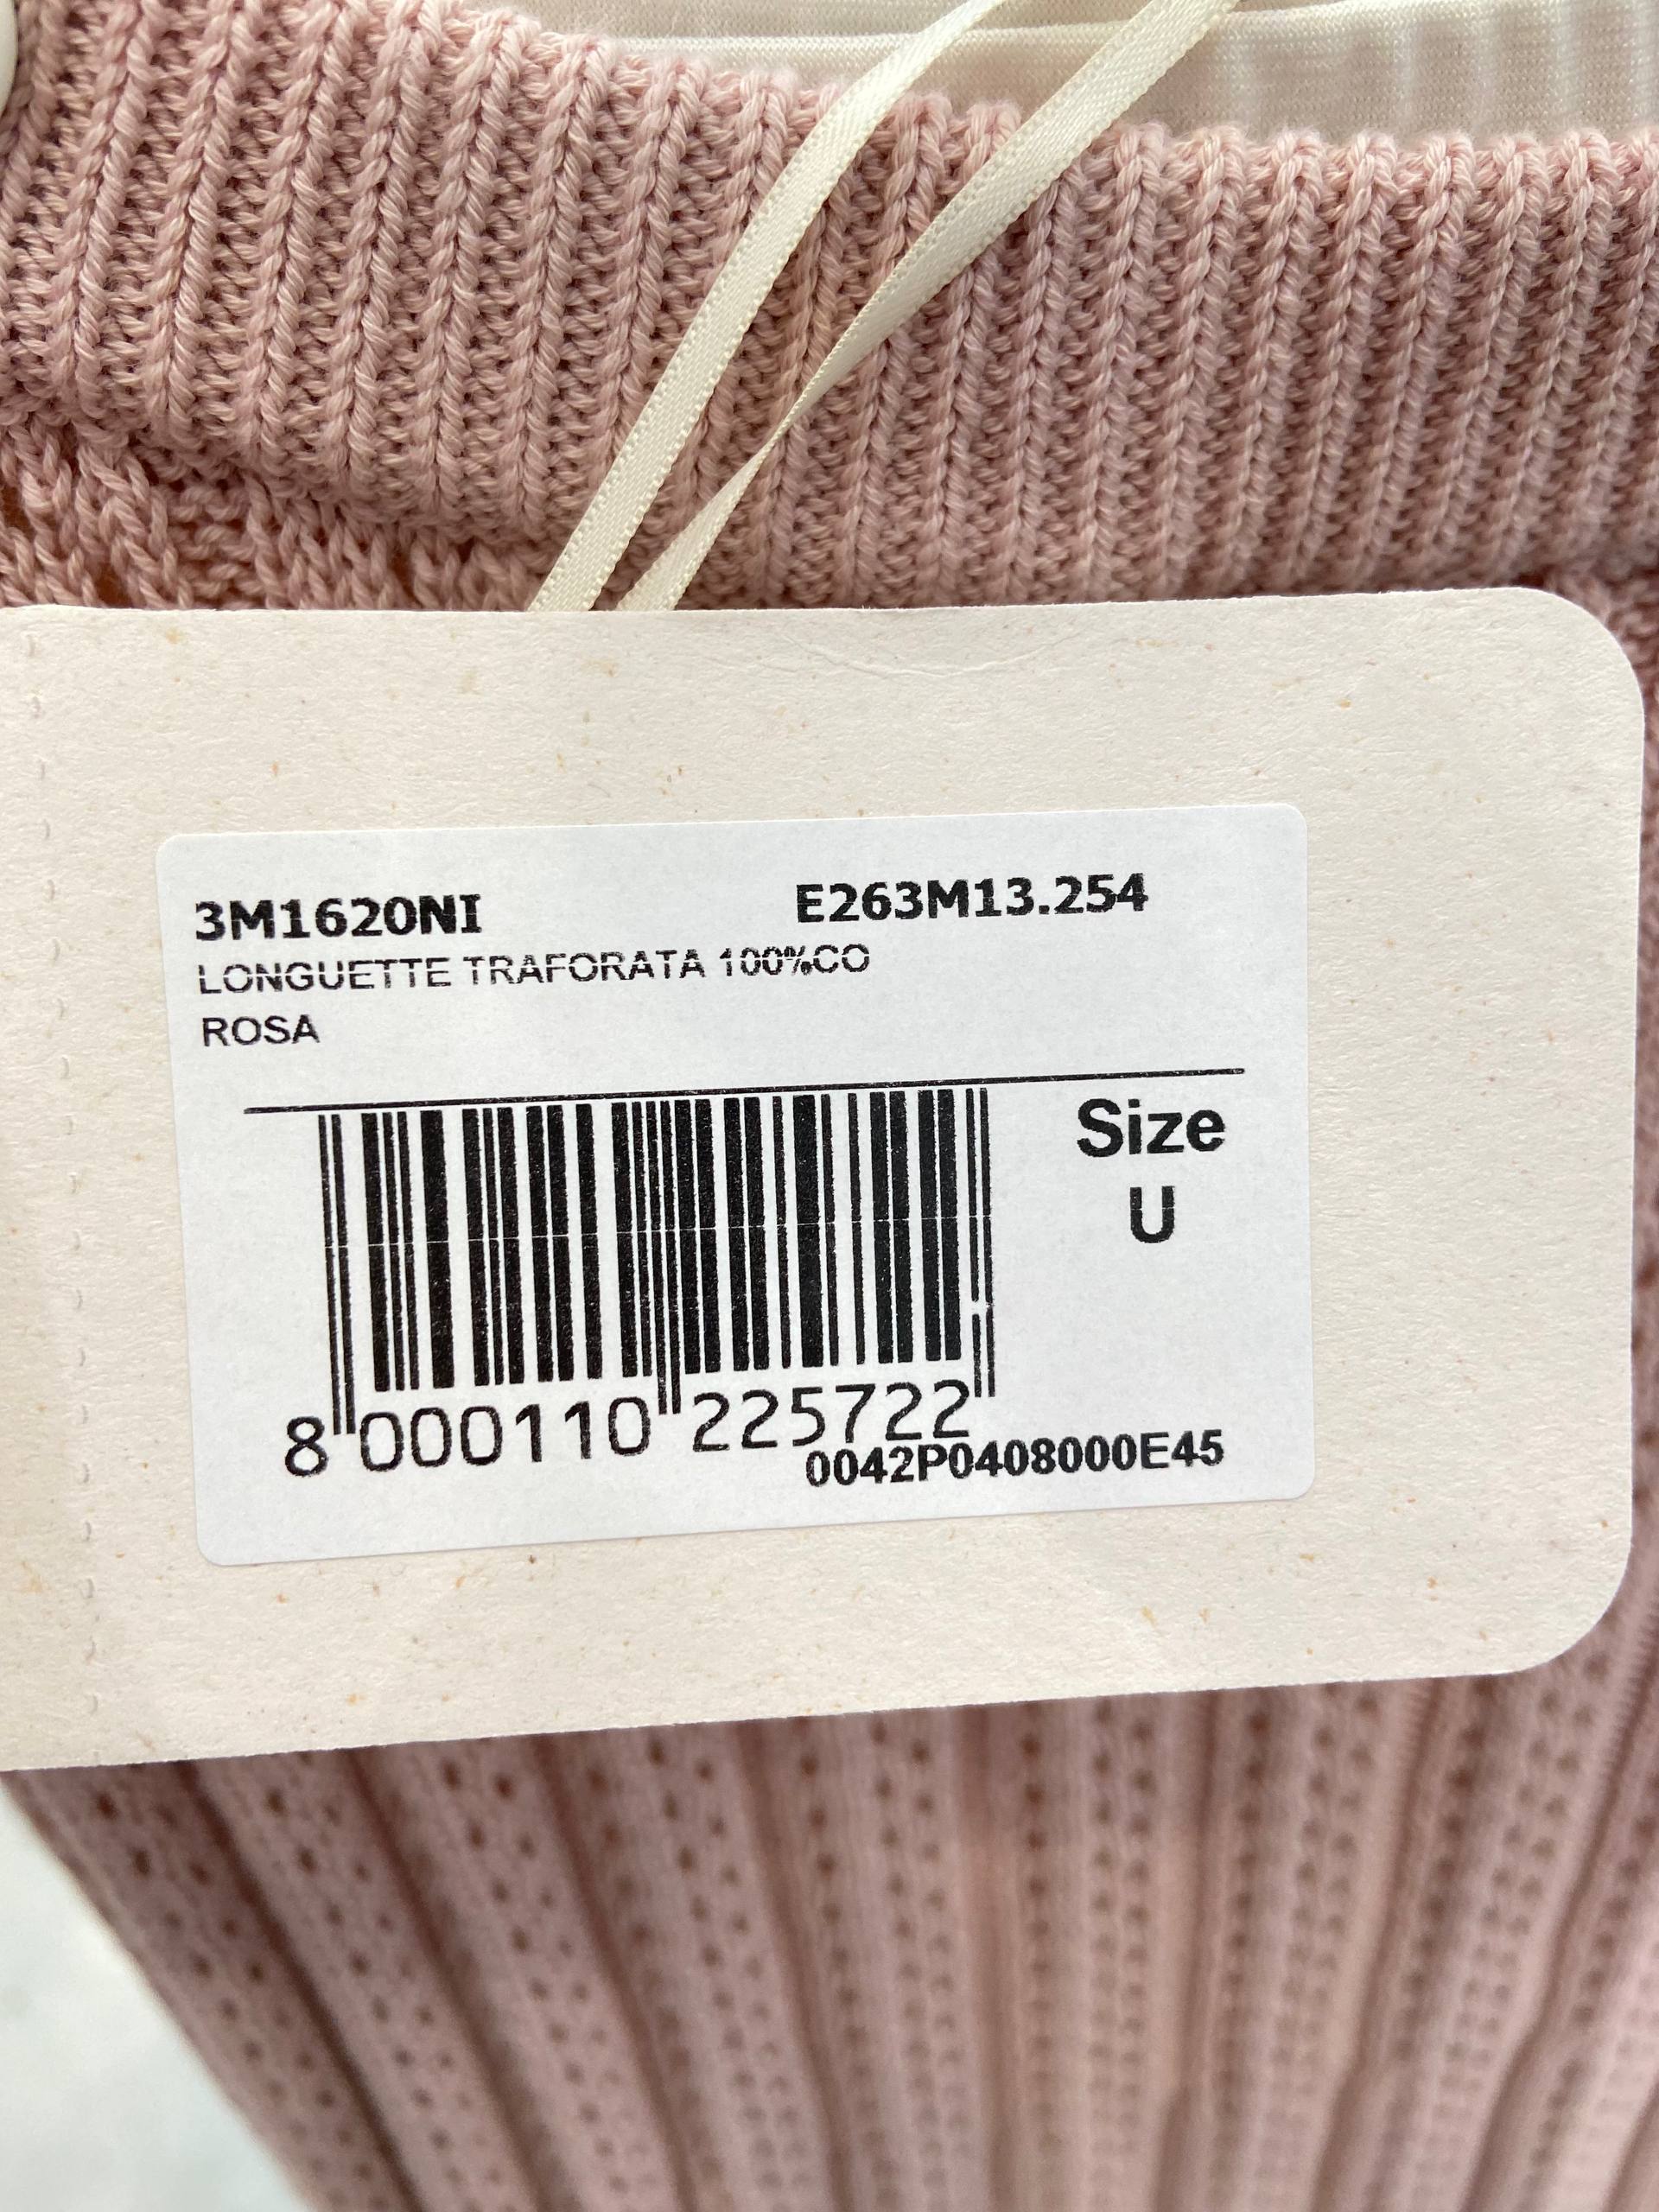 3M1620NI E263M13.254
LONGUETTE TRAFORATA 100%CO
ROSA
Size
U
8 000110 225722
0042P0408000E45